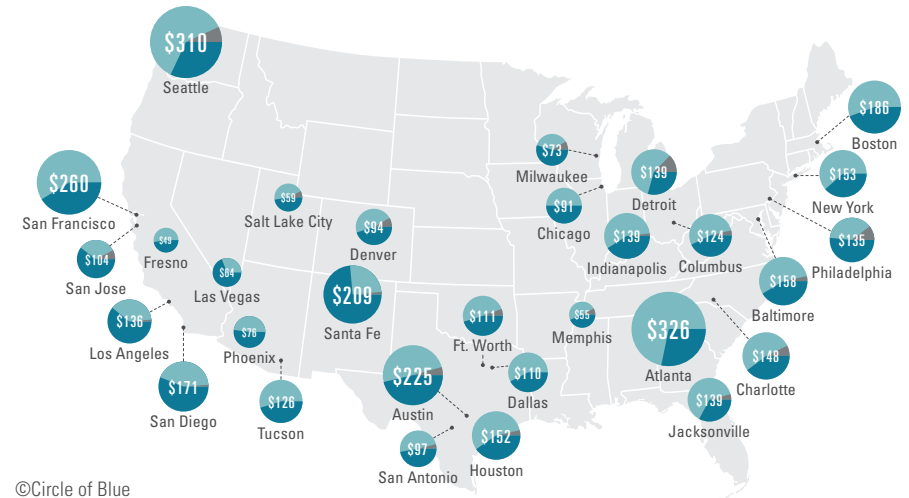 $310
Seattle
$186
Boston
$73
Milwaukee
$139
Detroit
$153
New York
$260
San Francisco
$59
Salt Lake City
$91
Chicago
$94
Denver
$139
Indianapolis
$124
Columbus
$135
Philadelphia
$49
Fresno
$104
San Jose
$84
Las Vegas
$209
Santa Fe
$158
Baltimore
$136
Los Angeles
$76
Phoenix
$111
Ft. Worth
$55
Memphis
$326
Atlanta
$148
Charlotte
$171
San Diego
$126
Tucson
$225
Austin
$110
Dallas
$139
Jacksonville
$97
San Antonio
$152
Houston
©Circle of Blue